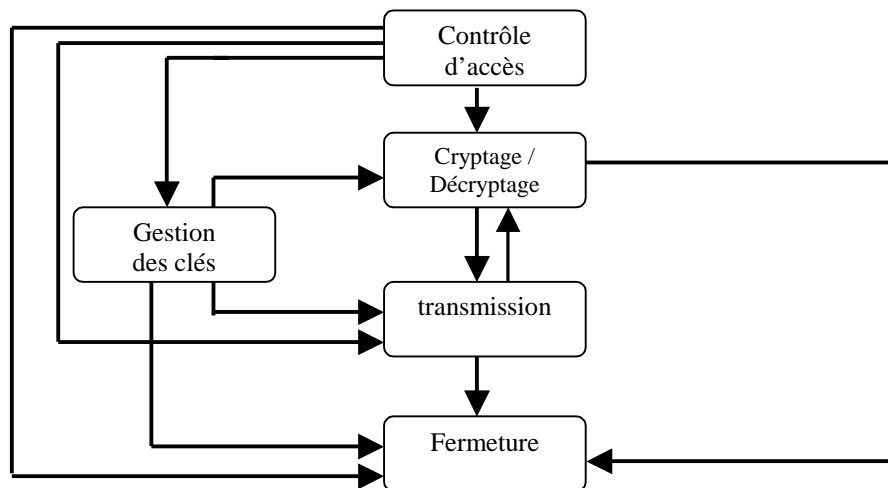 Contrôle
d’accès
Cryptage /
Décryptage
Gestion
des clés
transmission
Fermeture